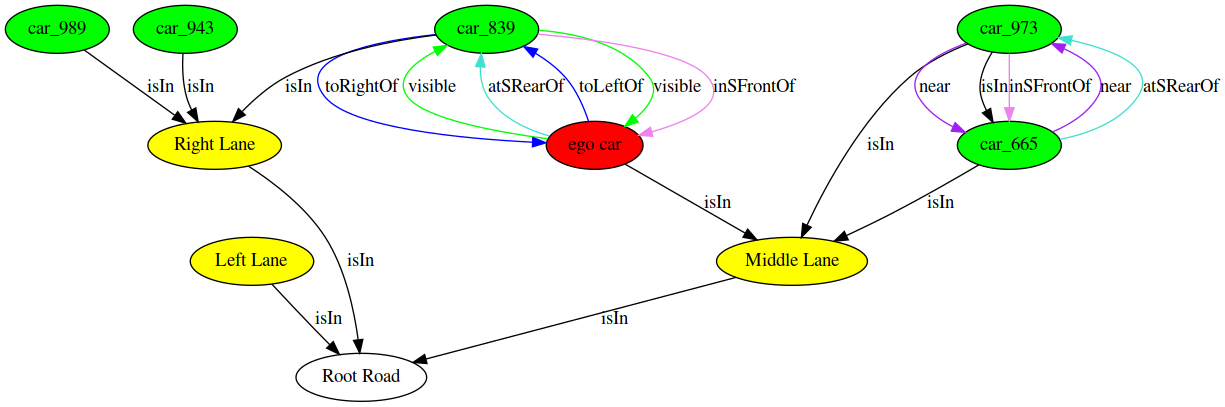 car_989 car_943 car_839 car_973
isIn isIn isIn toRightOf visible atSRearOf toLeftOf visible inSFrontOf near isIn inSFrontOf near atSRearOf
Right Lane ego car isIn car_665
isIn isIn
Left Lane isIn Middle Lane
isIn isIn
Root Road